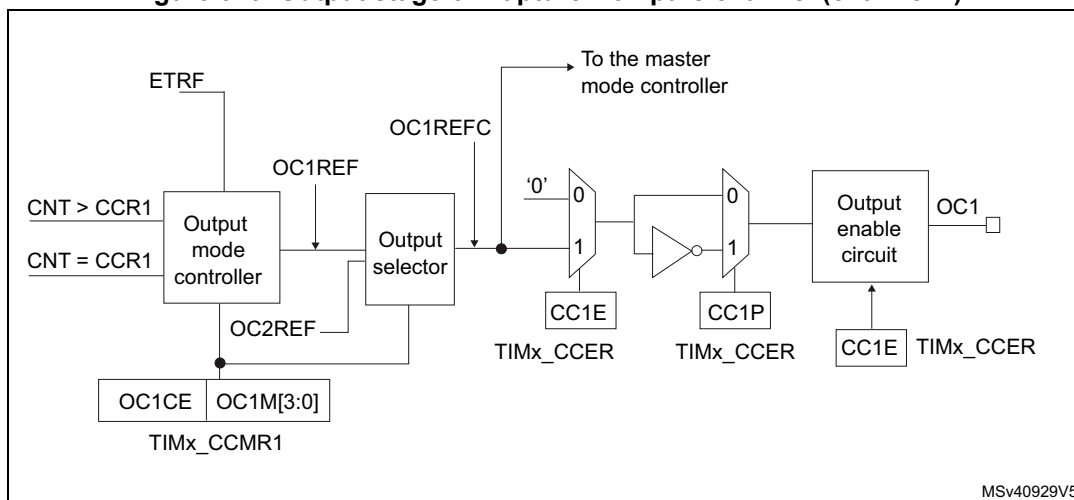 To the master
mode controller
ETRF
OC1REFC
OC1REF
'0'
0
0
CNT > CCR1
CNT = CCR1
Output
mode
controller
Output
selector
1
1
Output
enable
circuit
OC1
OC2REF
CC1E
CC1P
CC1E
TIMx_CCER
TIMx_CCER
TIMx_CCER
OC1CE
OC1M[3:0]
TIMx_CCMR1
MSv40929V5